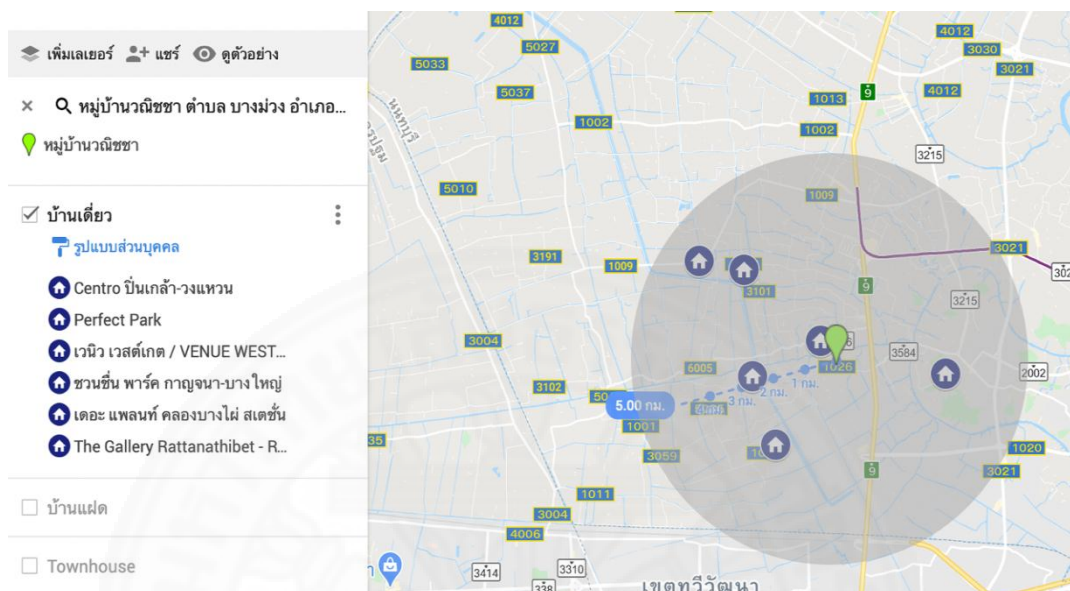 เพิ่มเลเยอร์ แชร์ ดูตัวอย่าง
× หมู่บ้านวณิชชา ตำบล บางม่วง อำเภอ...
หมู่บ้านวณิชชา
บ้านเดี่ยว
รูปแบบส่วนบุคคล
Centro ปิ่นเกล้า-วงแหวน
Perfect Park
เวนิว เวสต์เกต / VENUE WEST...
ชวนชื่น พาร์ค กาญจนา-บางใหญ่
เดอะ แพลนท์ คลองบางไผ่ สเตชั่น
The Gallery Rattanathibet - R...
บ้านแฝด
Townhouse
4012
5027
5033
5037
1002
นนทบุรี
5010
3191
1009
3004
3102
1001
3059
1011
3004
4006
3414
3310
338
4012
3030
3021
9
1013
4012
1002
3215
1009
3021
302
3101
9
3215
3584
1026
2002
6005
1 กม.
2 กม.
3 กม.
5.00 กม.
1020
3021
9
35
เขตทวีวัฒนา